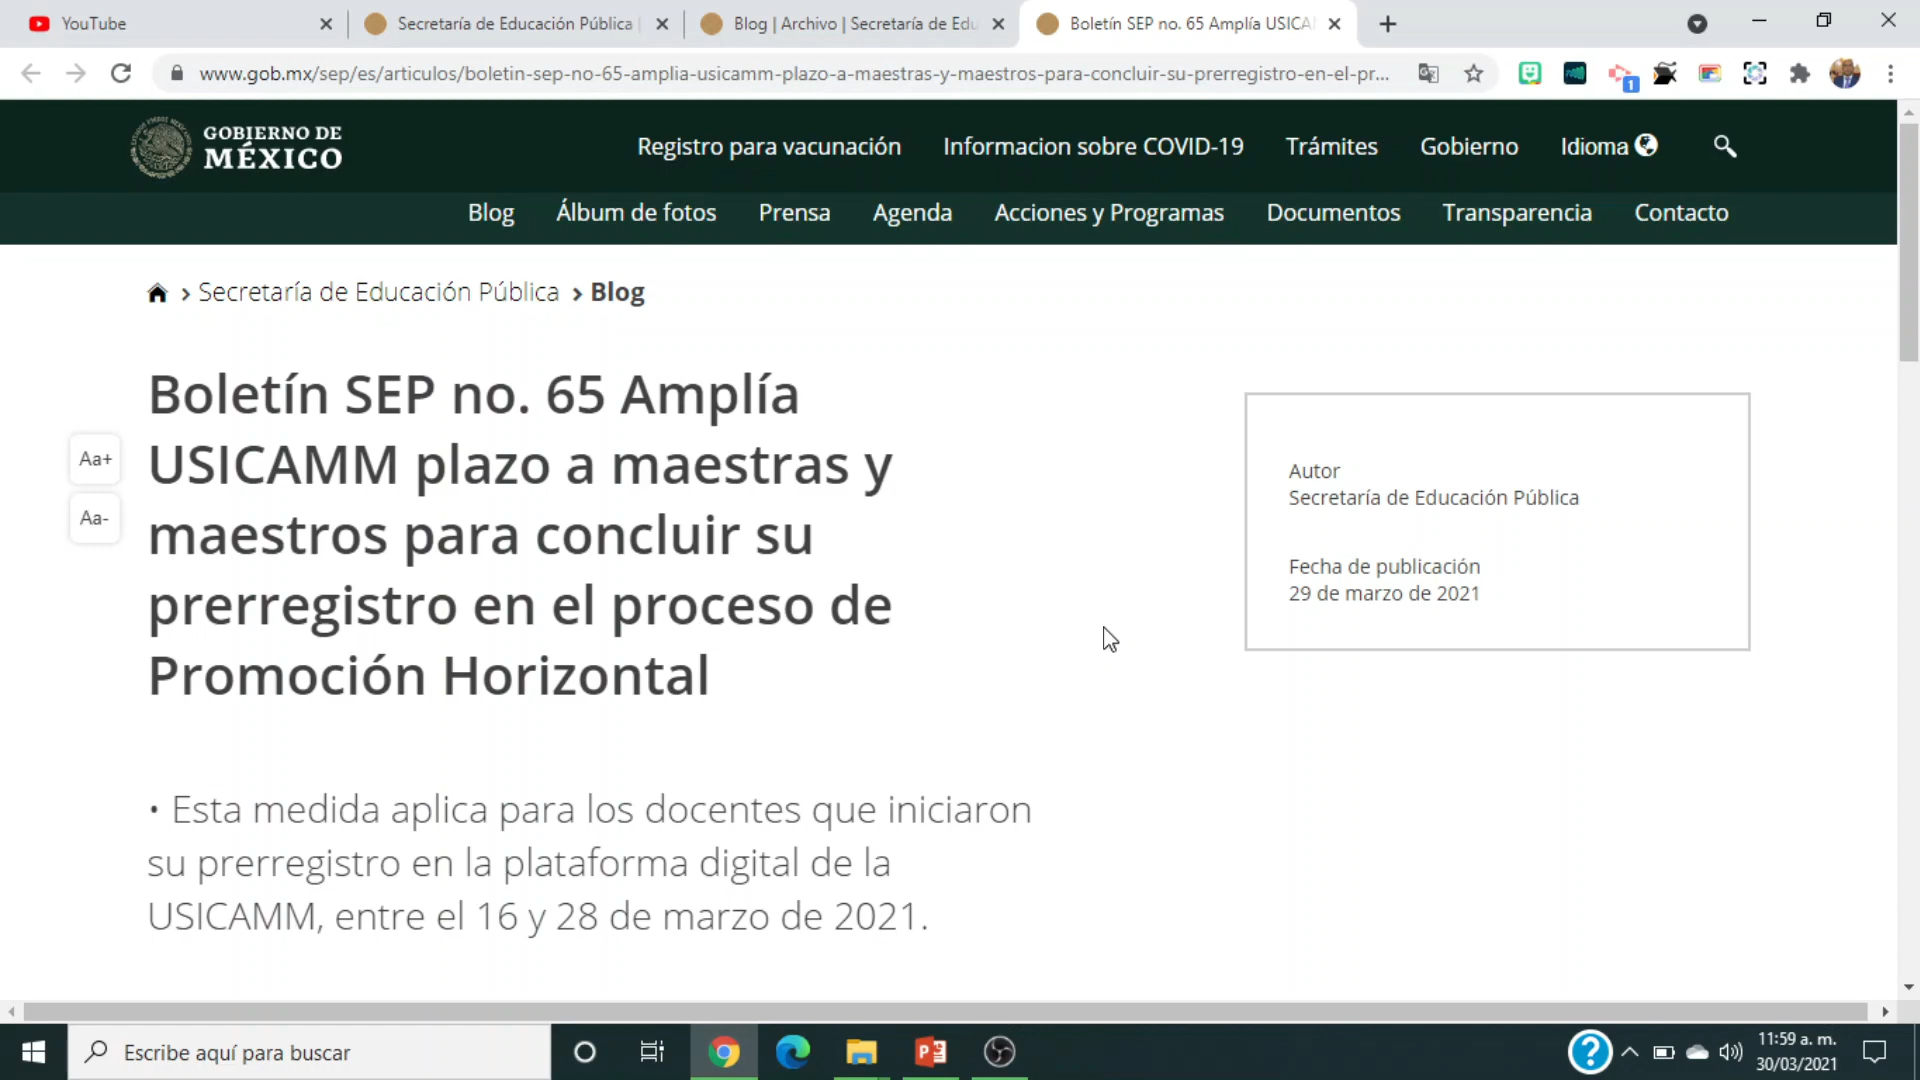 YouTube
Secretaría de Educación Pública |
Blog | Archivo | Secretaría de Edu
Boletín SEP no. 65 Amplía USICA
www.gob.mx/sep/es/articulos/boletin-sep-no-65-amplia-usicamm-plazo-a-maestras-y-maestros-para-concluir-su-prerregistro-en-el-pr...
1
GOBIERNO DE
MÉXICO
Registro para vacunación
Informacion sobre COVID-19
Trámites
Gobierno
Idioma
Blog
Álbum de fotos
Prensa
Agenda
Acciones y Programas
Documentos
Transparencia
Contacto
› Secretaría de Educación Pública › Blog
Boletín SEP no. 65 Amplía
USICAMM plazo a maestras y
maestros para concluir su
prerregistro en el proceso de
Promoción Horizontal
Aa+
Aa-
Autor
Secretaría de Educación Pública
Fecha de publicación
29 de marzo de 2021
• Esta medida aplica para los docentes que iniciaron
su prerregistro en la plataforma digital de la
USICAMM, entre el 16 y 28 de marzo de 2021.
Escribe aquí para buscar
11:59 a. m.
30/03/2021